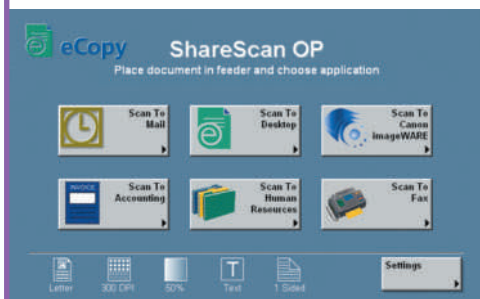 eCopy
ShareScan OP
Place document in feeder and choose application
Scan To
Mail
Scan To
Desktop
Scan To
Canon
imageWARE
INVOICE
Scan To
Accounting
Scan To
Human
Resources
Scan To
Fax
Letter
300 DPI
50%
T
Text
1 Sided
Settings